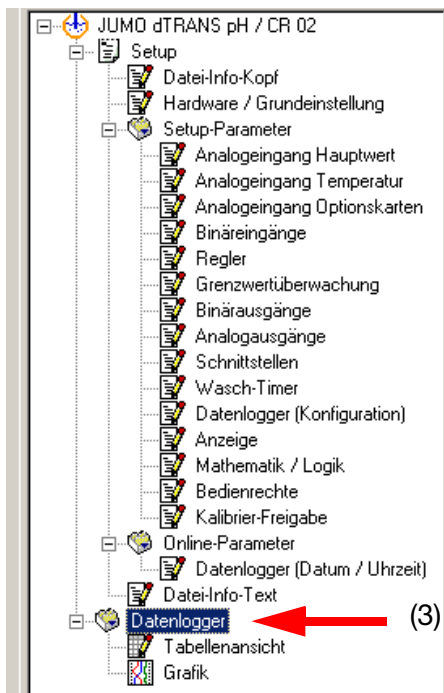 JUMO dTRANS pH / CR 02
Setup
Datei-Info-Kopf
Hardware / Grundeinstellung
Setup-Parameter
Analogeingang Hauptwert
Analogeingang Temperatur
Analogeingang Optionskarten
Binäreingänge
Regler
Grenzwertüberwachung
Binärausgänge
Analogausgänge
Schnittstellen
Wasch-Timer
Datenlogger (Konfiguration)
Anzeige
Mathematik / Logik
Bedienrechte
Kalibrier-Freigabe
Online-Parameter
Datenlogger (Datum / Uhrzeit)
Datei-Info-Text
Datenlogger (3)
Tabellenansicht
Grafik